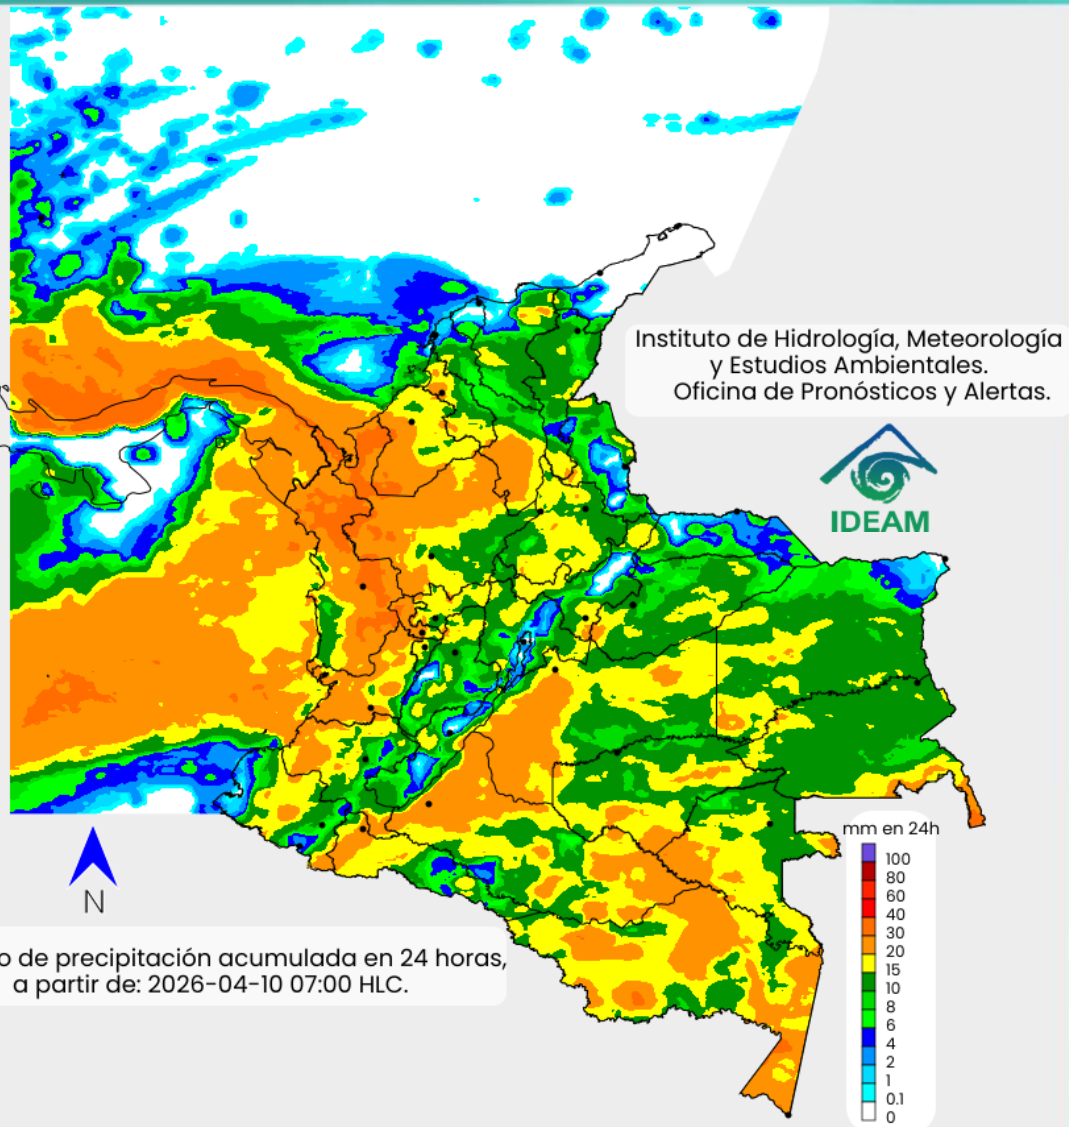 Instituto de Hidrología, Meteorología
y Estudios Ambientales.
Oficina de Pronósticos y Alertas.
IDEAM
mm en 24h
100
80
60
40
30
20
15
10
8
6
4
2
1
0.1
0
N
de precipitación acumulada en 24 horas,
a partir de: 2026-04-10 07:00 HLC.